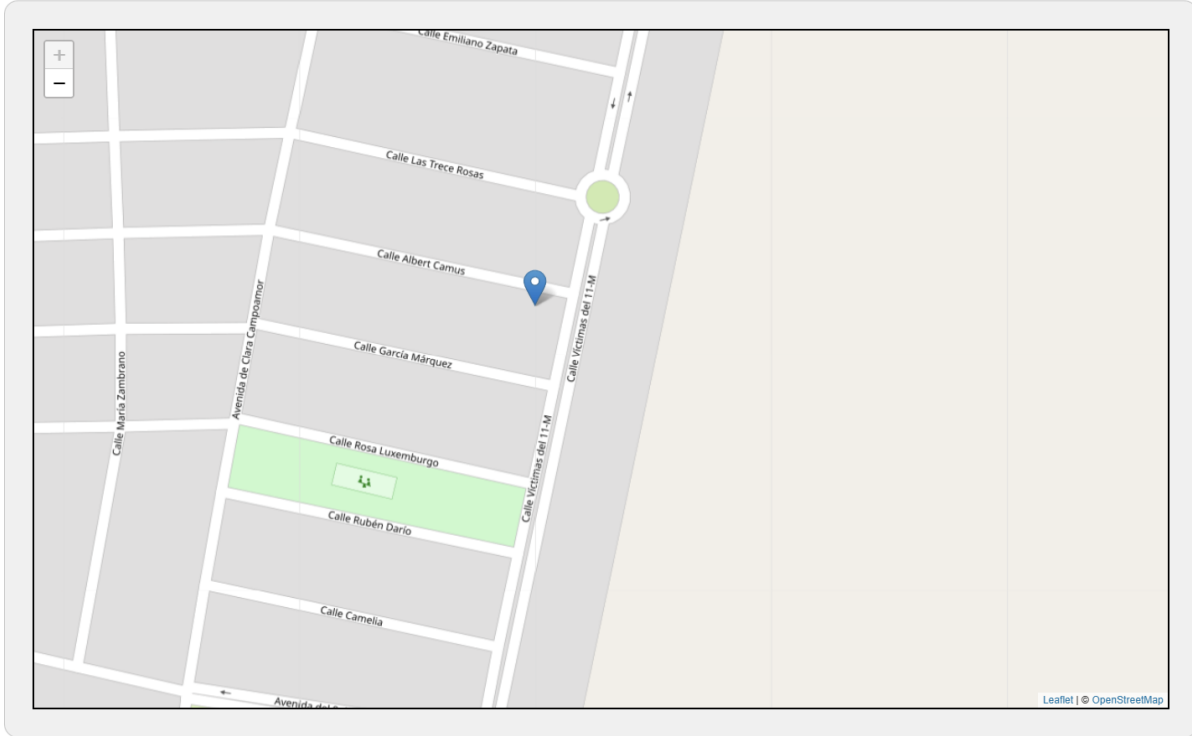 +
−
Calle Emiliano Zapata
Calle Las Trece Rosas
Calle Albert Camus
Calle Víctimas del 11-M
Calle García Márquez
Avenida de Clara Campoamor
Calle María Zambrano
Calle Rosa Luxemburgo
Calle Víctimas del 11-M
Calle Rubén Darío
Calle Camelia
Avenida del
Leaflet | © OpenStreetMap